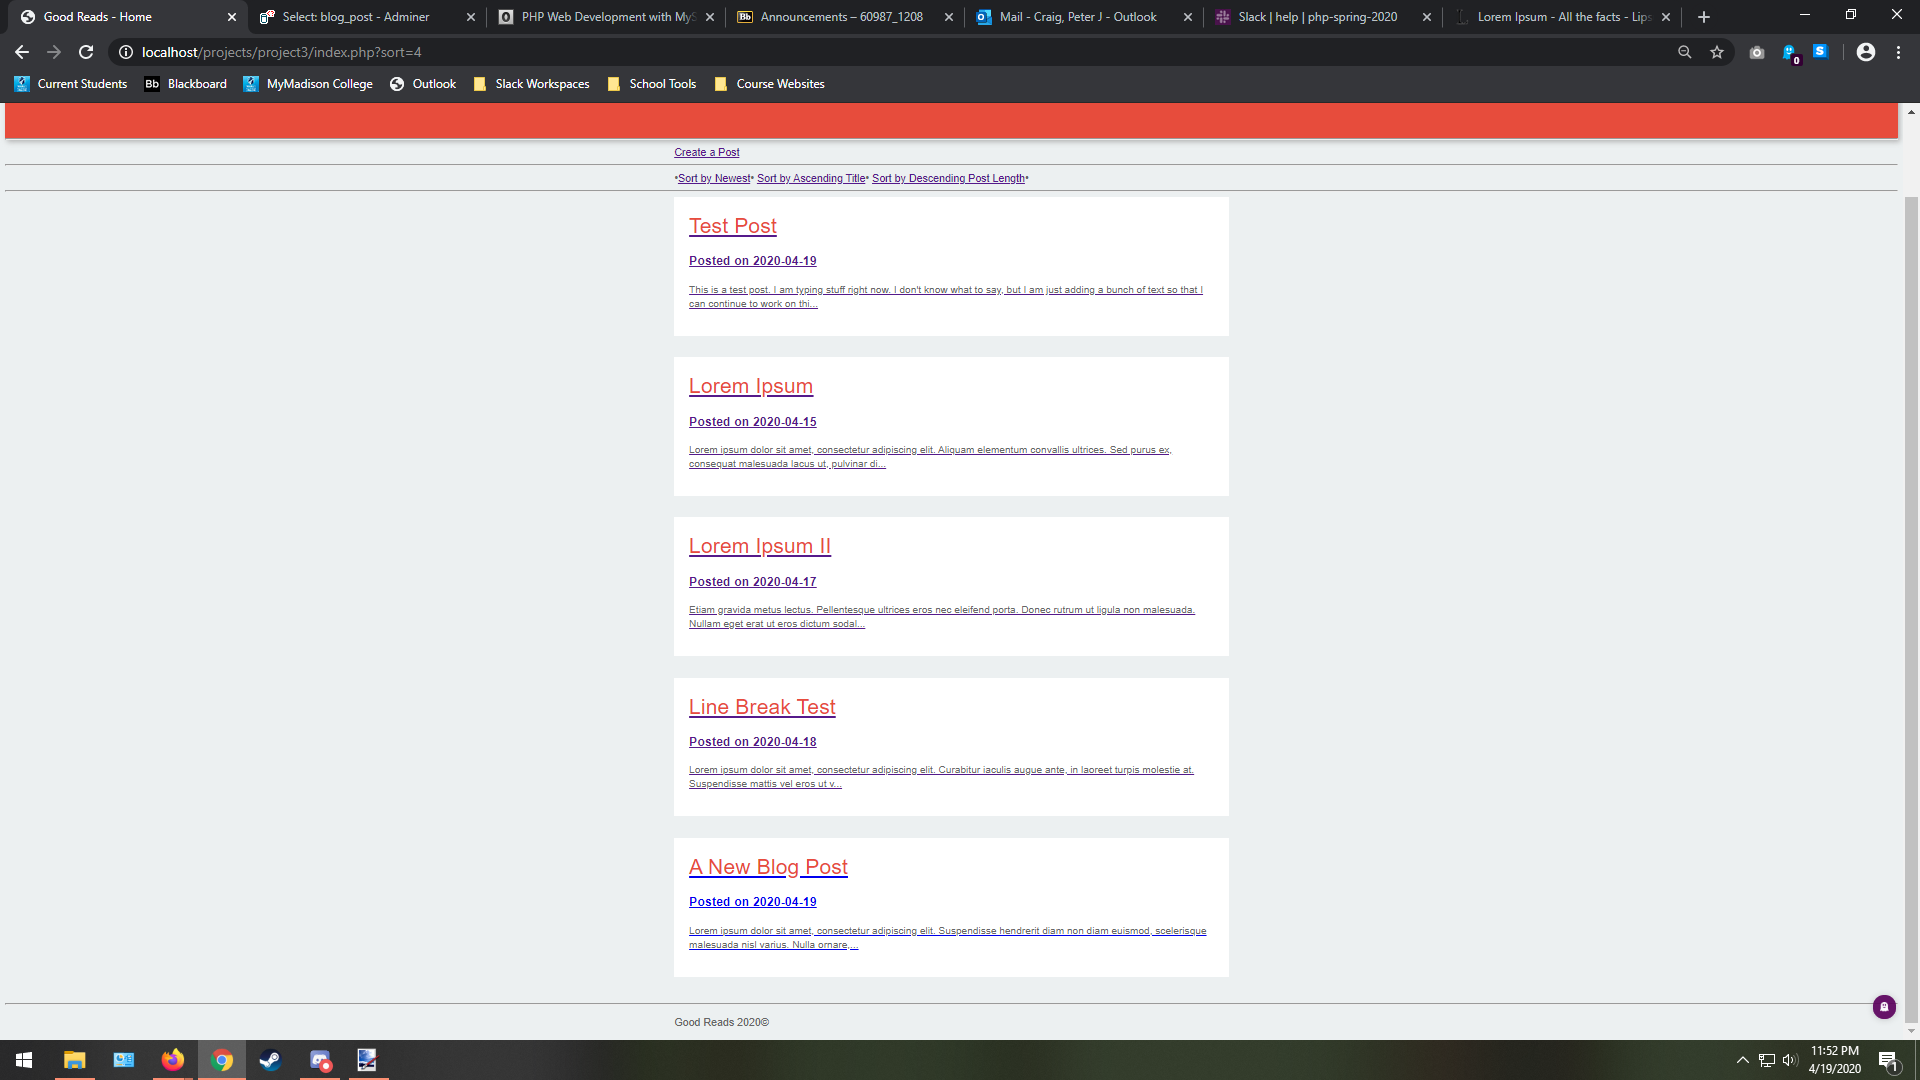 Good Reads - Home
Select: blog_post - Adminer
PHP Web Development with MyS
Announcements – 60987_1208
Mail - Craig, Peter J - Outlook
Slack | help | php-spring-2020
Lorem Ipsum - All the facts - Lips
localhost/projects/project3/index.php?sort=4
Current Students
Bb Blackboard
MyMadison College
Outlook
Slack Workspaces
School Tools
Course Websites
Create a Post
•Sort by Newest• Sort by Ascending Title• Sort by Descending Post Length•
Test Post
Posted on 2020-04-19
This is a test post. I am typing stuff right now. I don't know what to say, but I am just adding a bunch of text so that I
can continue to work on thi...
Lorem Ipsum
Posted on 2020-04-15
Lorem ipsum dolor sit amet, consectetur adipiscing elit. Aliquam elementum convallis ultrices. Sed purus ex,
consequat malesuada lacus ut, pulvinar di...
Lorem Ipsum II
Posted on 2020-04-17
Etiam gravida metus lectus. Pellentesque ultrices eros nec eleifend porta. Donec rutrum ut ligula non malesuada.
Nullam eget erat ut eros dictum sodal...
Line Break Test
Posted on 2020-04-18
Lorem ipsum dolor sit amet, consectetur adipiscing elit. Curabitur iaculis augue ante, in laoreet turpis molestie at.
Suspendisse mattis vel eros ut v...
A New Blog Post
Posted on 2020-04-19
Lorem ipsum dolor sit amet, consectetur adipiscing elit. Suspendisse hendrerit diam non diam euismod, scelerisque
malesuada nisl varius. Nulla ornare,...
Good Reads 2020©
11:52 PM
4/19/2020